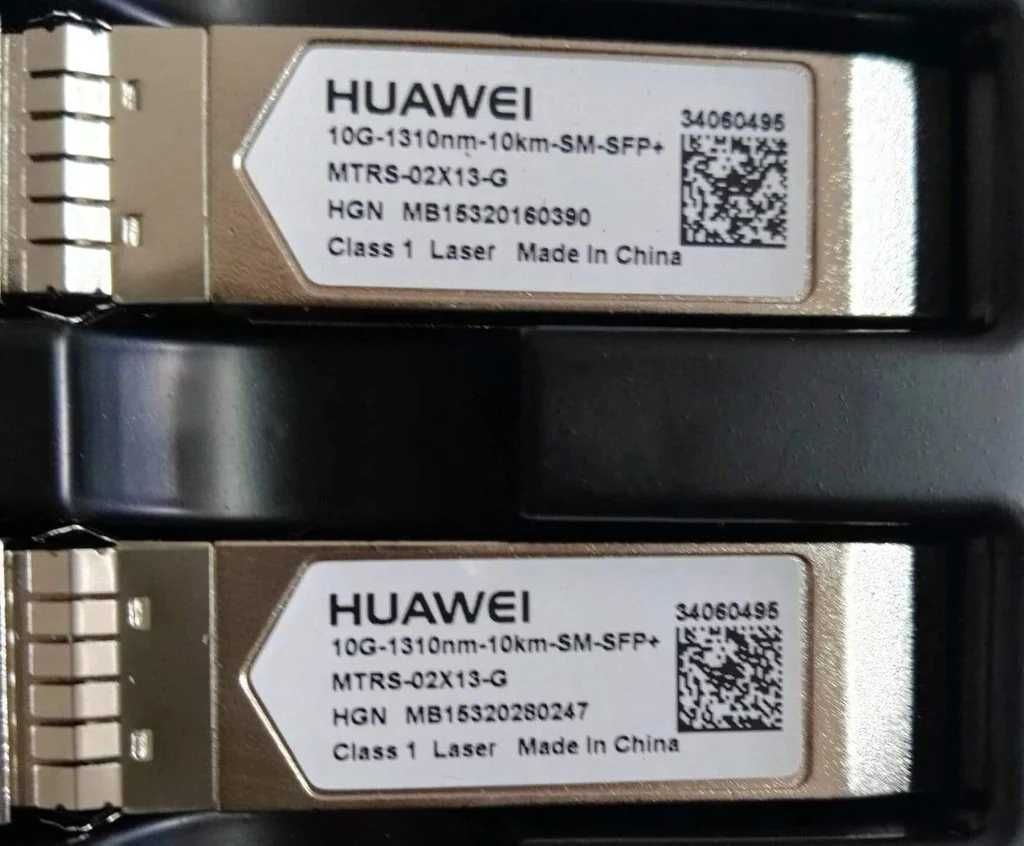 HUAWEI
34060495
10G-1310nm-10km-SM-SFP+
MTRS-02X13-G
HGN MB15320160390
Class 1 Laser Made In China
HUAWEI
34060495
10G-1310nm-10km-SM-SFP+
MTRS-02X13-G
HGN MB15320280247
Class 1 Laser Made In China